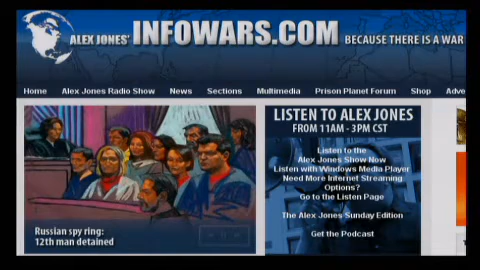 ALEX JONES' INFOWARS.COM BECAUSE THERE IS A WAR
Home Alex Jones Radio Show News Sections Multimedia Prison Planet Forum Shop Adve
LISTEN TO ALEX JONES
FROM 11AM - 3PM CST
Listen to the
Alex Jones Show Now
Listen with Windows Media Player
Need More Internet Streaming
Options?
Go to the Listen Page
The Alex Jones Sunday Edition
Get the Podcast
Russian spy ring:
12th man detained